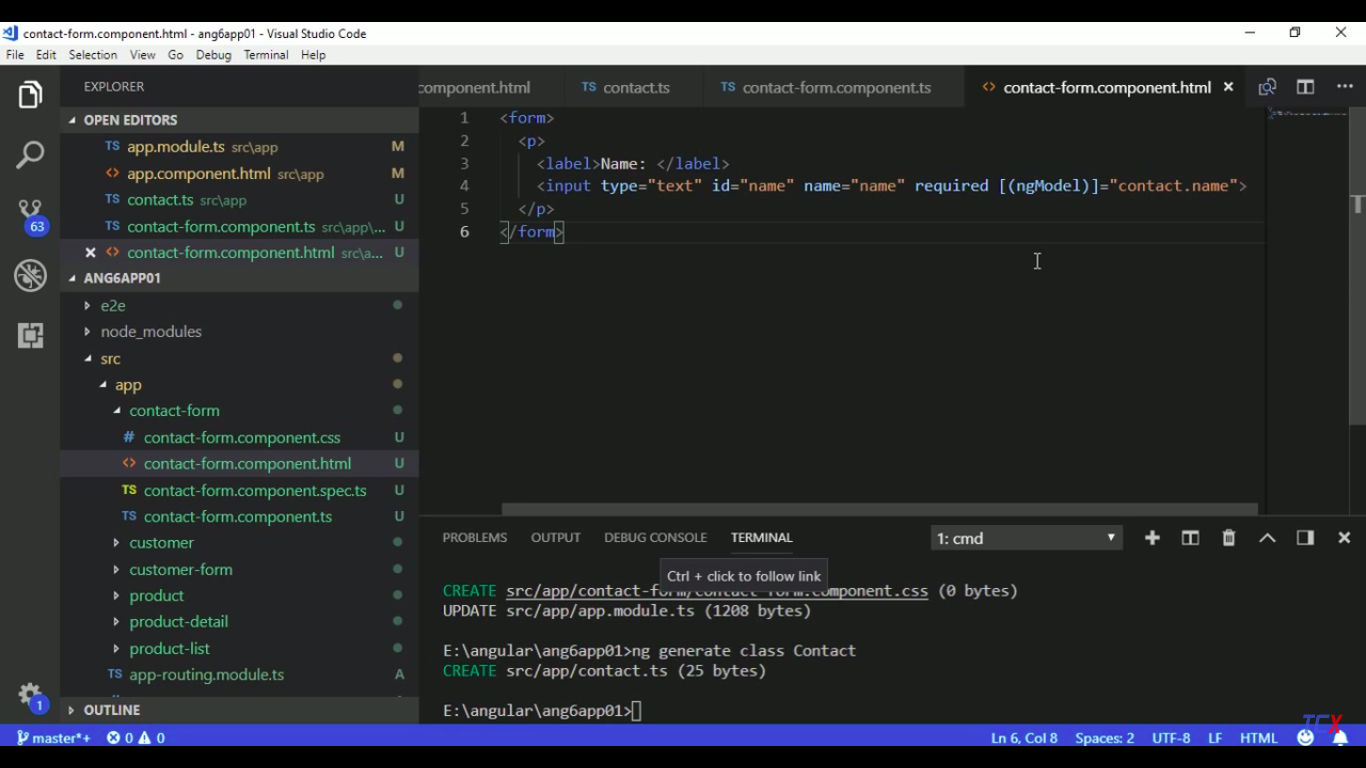 contact-form.component.html - ang6app01 - Visual Studio Code
File Edit Selection View Go Debug Terminal Help
EXPLORER
OPEN EDITORS
TS app.module.ts src\app M
<> app.component.html src\app M
TS contact.ts src\app U
TS contact-form.component.ts src\app\... U
<> contact-form.component.html src\a... U
63
ANG6APP01
e2e
node_modules
src
app
contact-form
# contact-form.component.css U
<> contact-form.component.html U
TS contact-form.component.spec.ts U
TS contact-form.component.ts U
customer
customer-form
product
product-detail
product-list
TS app-routing.module.ts A
1
OUTLINE
component.html TS contact.ts TS contact-form.component.ts <> contact-form.component.html
1 <form>
2 <p>
3 <label>Name: </label>
4 <input type="text" id="name" name="name" required [(ngModel)]="contact.name">
5 </p>
6 </form>
PROBLEMS OUTPUT DEBUG CONSOLE TERMINAL 1: cmd
Ctrl + click to follow link
CREATE src/app/contact-form/contact-form.component.css (0 bytes)
UPDATE src/app/app.module.ts (1208 bytes)
E:\angular\ang6app01>ng generate class Contact
CREATE src/app/contact.ts (25 bytes)
E:\angular\ang6app01>
master*+ 0 0 Ln 6, Col 8 Spaces: 2 UTF-8 LF HTML
TCX